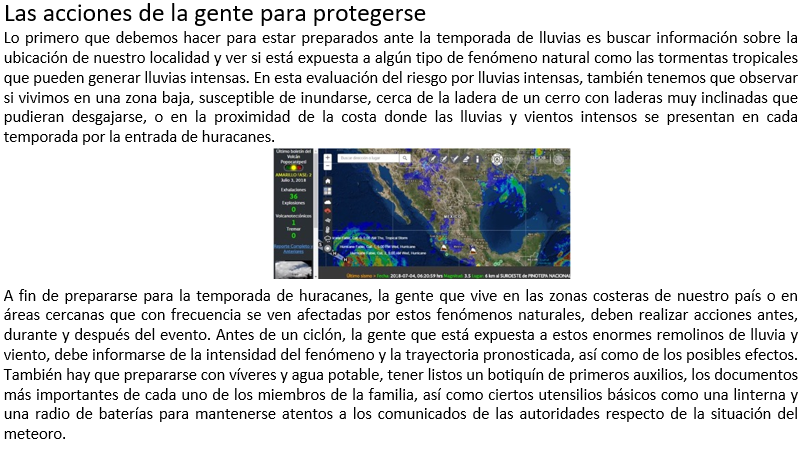 Las acciones de la gente para protegerse
Lo primero que debemos hacer para estar preparados ante la temporada de lluvias es buscar información sobre la
ubicación de nuestro localidad y ver si está expuesta a algún tipo de fenómeno natural como las tormentas tropicales
que pueden generar lluvias intensas. En esta evaluación del riesgo por lluvias intensas, también tenemos que observar
si vivimos en una zona baja, susceptible de inundarse, cerca de la ladera de un cerro con laderas muy inclinadas que
pudieran desgajarse, o en la proximidad de la costa donde las lluvias y vientos intensos se presentan en cada
temporada por la entrada de huracanes.
Último boletín del
Volcán
Popocatépetl
AMARILLO FASE: 2
Julio 3, 2018
Exhalaciones
36
Explosiones
0
Volcanotectónicos
1
Tremor
0
Reporte Completo y
Buscar dirección o lugar
MÉXICO
Tropical Storm
Hurricane
Hurricane
Último sismo Fecha: 2018-07-04, 06:20:59 hrs Magnitud: 3.5 Lugar: 6 km al SUROESTE de PINOTEPA NACIONAL
A fin de prepararse para la temporada de huracanes, la gente que vive en las zonas costeras de nuestro país o en
áreas cercanas que con frecuencia se ven afectadas por estos fenómenos naturales, deben realizar acciones antes,
durante y después del evento. Antes de un ciclón, la gente que está expuesta a estos enormes remolinos de lluvia y
viento, debe informarse de la intensidad del fenómeno y la trayectoria pronosticada, así como de los posibles efectos.
También hay que prepararse con víveres y agua potable, tener listos un botiquín de primeros auxilios, los documentos
más importantes de cada uno de los miembros de la familia, así como ciertos utensilios básicos como una linterna y
una radio de baterías para mantenerse atentos a los comunicados de las autoridades respecto de la situación del
meteoro.